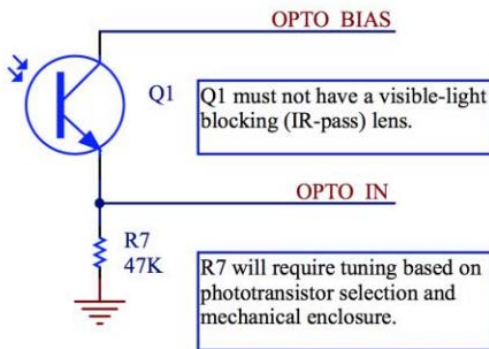 OPTO BIAS
Q1
Q1 must not have a visible-light
blocking (IR-pass) lens.
OPTO IN
R7
47K
R7 will require tuning based on
phototransistor selection and
mechanical enclosure.